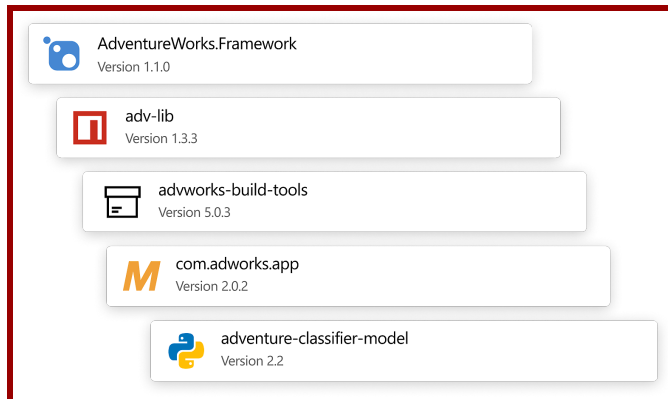 AdventureWorks.Framework
Version 1.1.0
adv-lib
Version 1.3.3
advworks-build-tools
Version 5.0.3
M
com.adworks.app
Version 2.0.2
adventure-classifier-model
Version 2.2